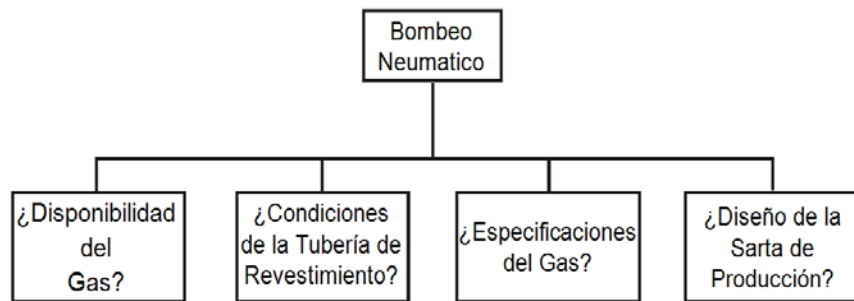 Bombeo
Neumatico
¿Disponibilidad
del
Gas?
¿Condiciones
de la Tubería de
Revestimiento?
¿Especificaciones
del Gas?
¿Diseño de la
Sarta de
Producción?